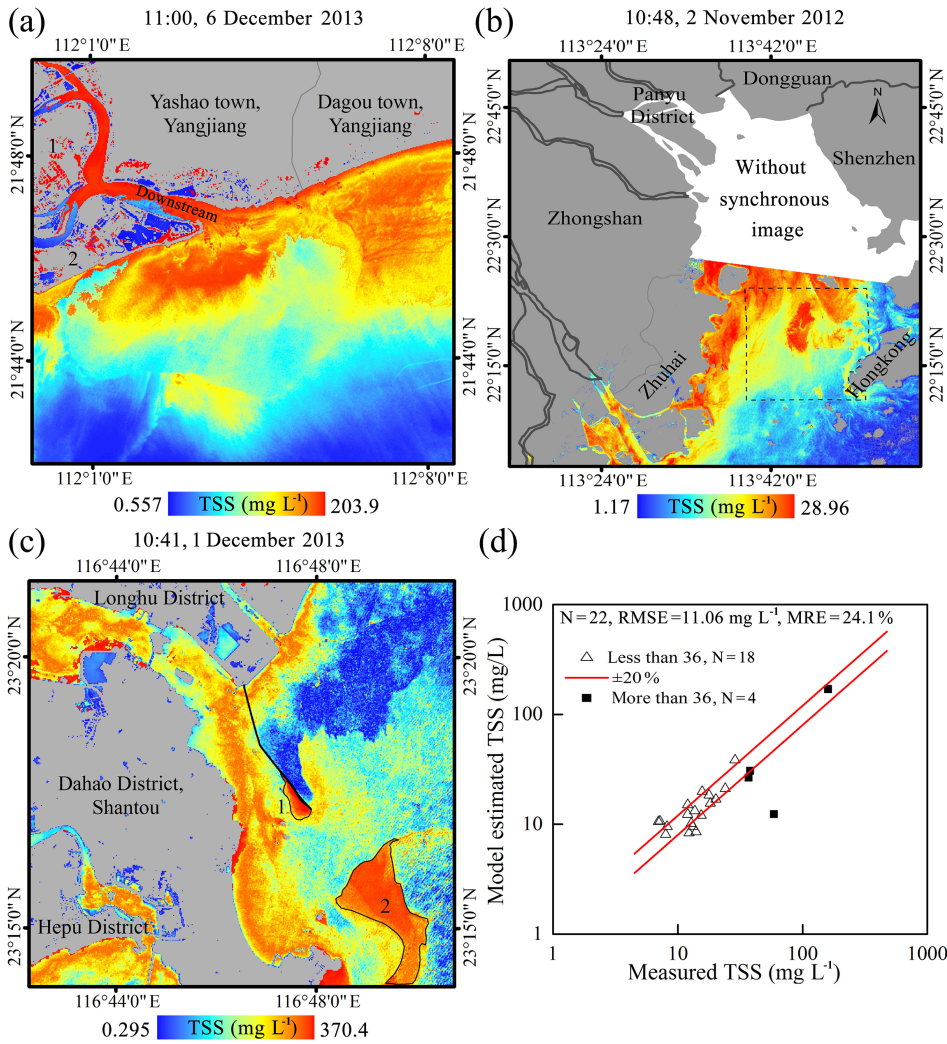 (a)
11:00, 6 December 2013
112°1'0" E
112°8'0" E
21°48'0" N
21°44'0" N
Yashao town,
Yangjiang
Dagou town,
Yangjiang
1
Downstream
2
21°48'0" N
21°44'0" N
112°1'0" E
112°8'0" E
0.557
TSS (mg L⁻¹)
203.9
(b)
10:48, 2 November 2012
113°24'0" E
113°42'0" E
22°45'0" N
22°30'0" N
22°15'0" N
Dongguan
Panyu
District
N
Shenzhen
Without
synchronous
image
Zhongshan
Zhuhai
Hongkong
22°45'0" N
22°30'0" N
22°15'0" N
113°24'0" E
113°42'0" E
1.17
TSS (mg L⁻¹)
28.96
(c)
10:41, 1 December 2013
116°44'0" E
116°48'0" E
23°20'0" N
23°15'0" N
Longhu District
Dahao District,
Shantou
1
2
Hepu District
23°20'0" N
23°15'0" N
116°44'0" E
116°48'0" E
0.295
TSS (mg L⁻¹)
370.4
(d)
Model estimated TSS (mg/L)
1000
100
10
1
N=22, RMSE=11.06 mg L⁻¹, MRE=24.1%
Less than 36, N=18
±20%
More than 36, N=4
1
10
100
1000
Measured TSS (mg L⁻¹)